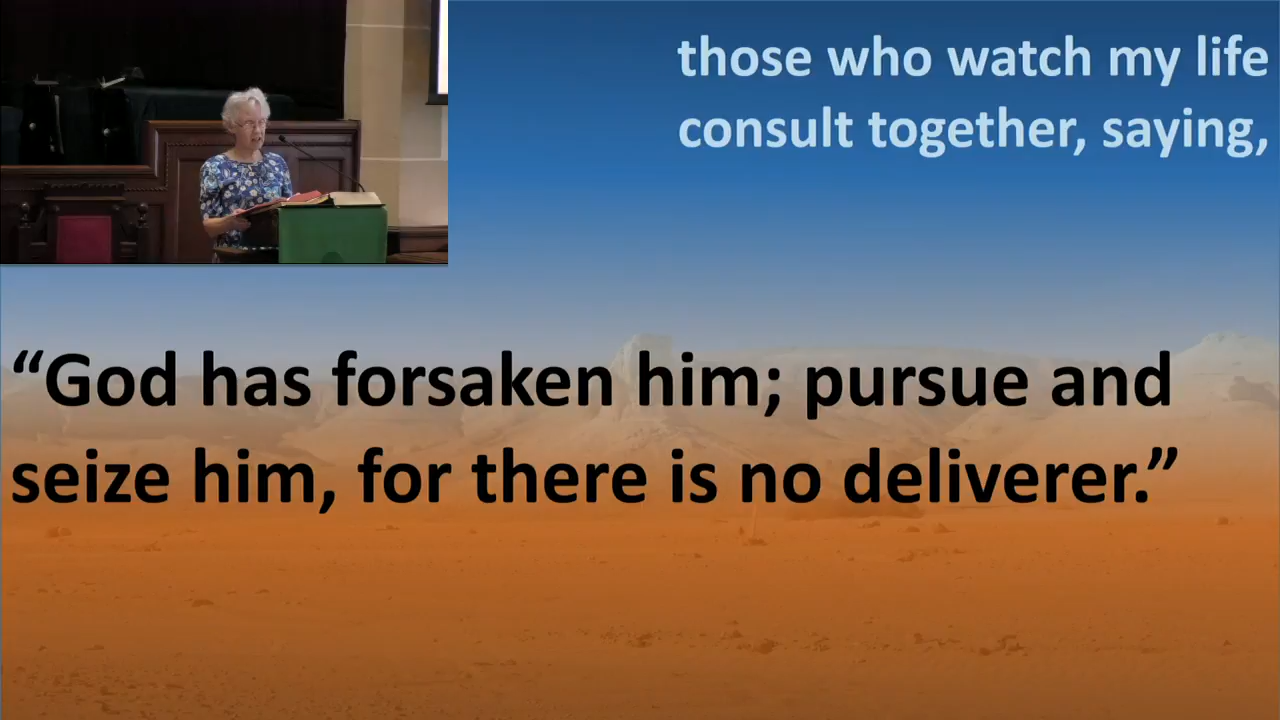 those who watch my life
consult together, saying,
“God has forsaken him; pursue and
seize him, for there is no deliverer.”